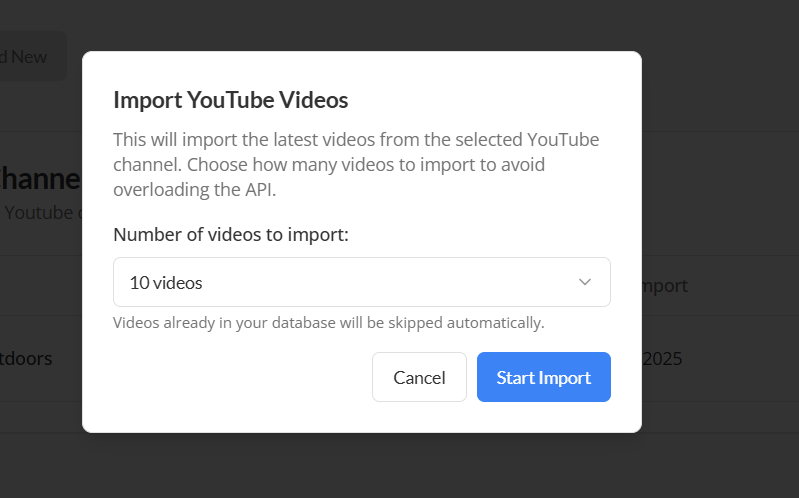 d New
Import YouTube Videos
This will import the latest videos from the selected YouTube
channel. Choose how many videos to import to avoid
overloading the API.
Channe
Youtube c
Number of videos to import:
10 videos
mport
Videos already in your database will be skipped automatically.
tdoors
2025
Cancel
Start Import